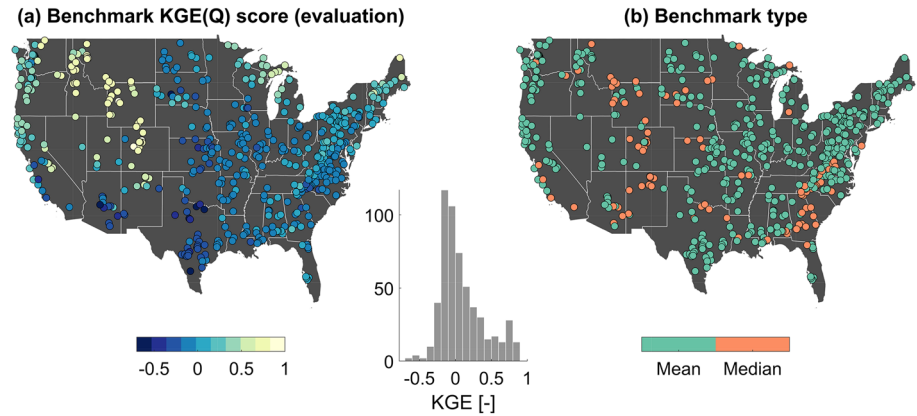 (a) Benchmark KGE(Q) score (evaluation)
(b) Benchmark type
100
50
0
-0.5 0 0.5 1
-0.5 0 0.5 1
KGE [-]
Mean Median